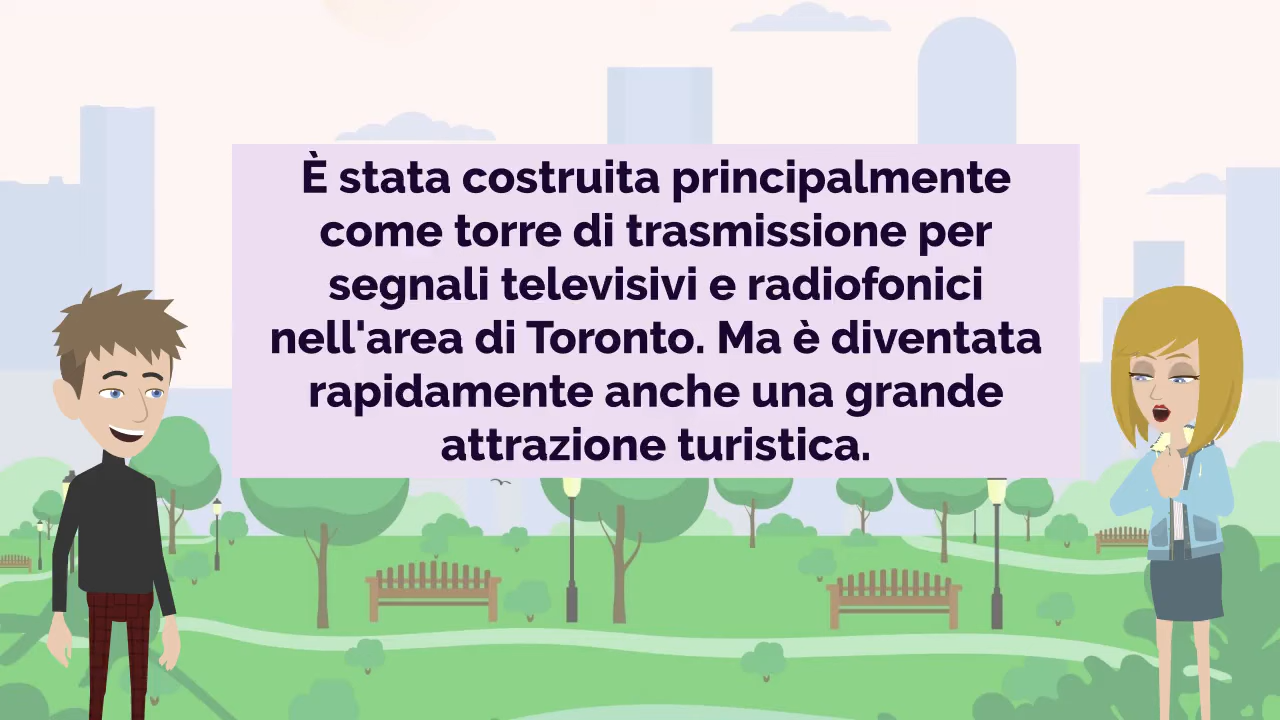 È stata costruita principalmente
come torre di trasmissione per
segnali televisivi e radiofonici
nell'area di Toronto. Ma è diventata
rapidamente anche una grande
attrazione turistica.